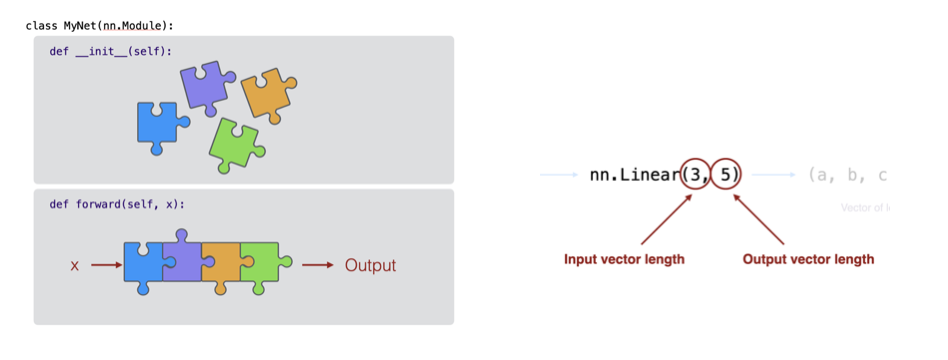 class MyNet(nn.Module):
def __init__(self):
def forward(self, x):
x
Output
nn.Linear(3, 5)
(a, b, c
Vector of
Input vector length
Output vector length